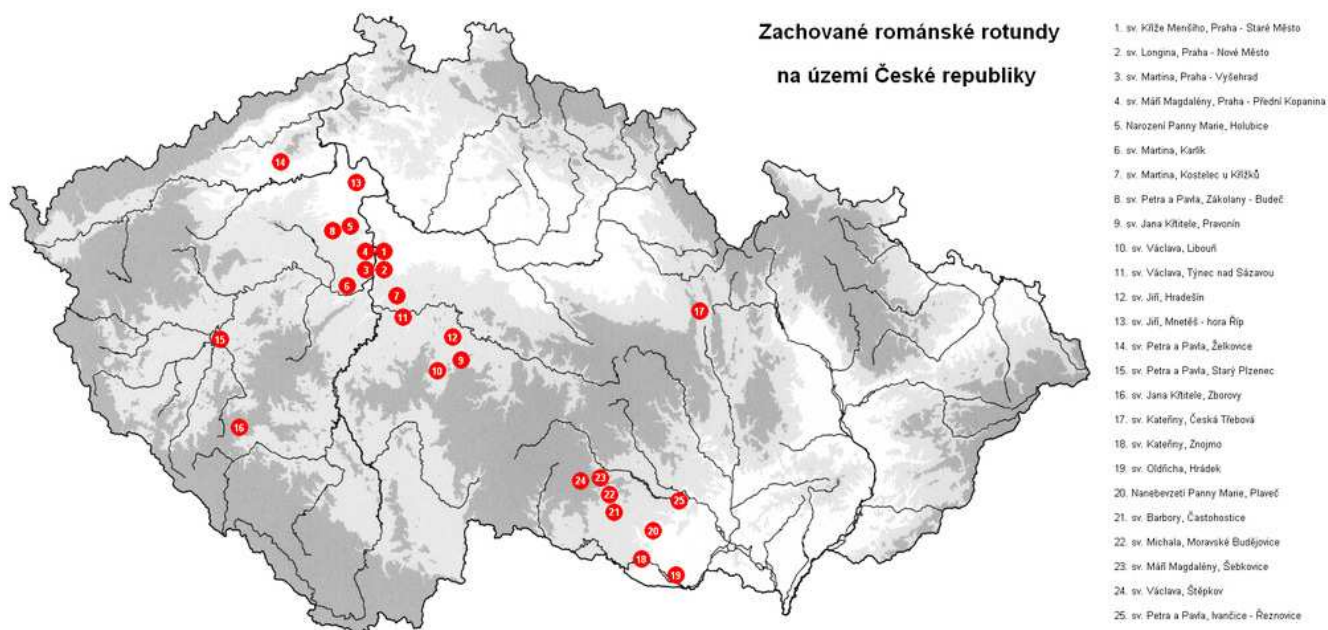 Zachované románské rotundy
na území České republiky
1. sv. Kříže Menšího, Praha - Staré Město
2. sv. Longina, Praha - Nové Město
3. sv. Martina, Praha - Vyšehrad
4. sv. Máří Magdalény, Praha - Přední Kopanina
5. Narození Panny Marie, Holubice
6. sv. Martina, Karlík
7. sv. Martina, Kostelec u Křížků
8. sv. Petra a Pavla, Zákolany - Budeč
9. sv. Jana Křtitele, Pravonín
10. sv. Václava, Libouň
11. sv. Václava, Týnec nad Sázavou
12. sv. Jiří, Hradešín
13. sv. Jiří, Mnetěš - hora Říp
14. sv. Petra a Pavla, Želkovice
15. sv. Petra a Pavla, Starý Plzenec
16. sv. Jana Křtitele, Zborovy
17. sv. Kateřiny, Česká Třebová
18. sv. Kateřiny, Znojmo
19. sv. Oldřicha, Hrádek
20. Nanebevzetí Panny Marie, Plaveč
21. sv. Barbory, Častohostice
22. sv. Michala, Moravské Budějovice
23. sv. Máří Magdalény, Šebkovice
24. sv. Václava, Štěpkov
25. sv. Petra a Pavla, Ivančice - Řeznovice
14
13
8
5
4
1
3
2
6
7
11
17
15
12
9
10
16
24
23
22
25
21
20
18
19